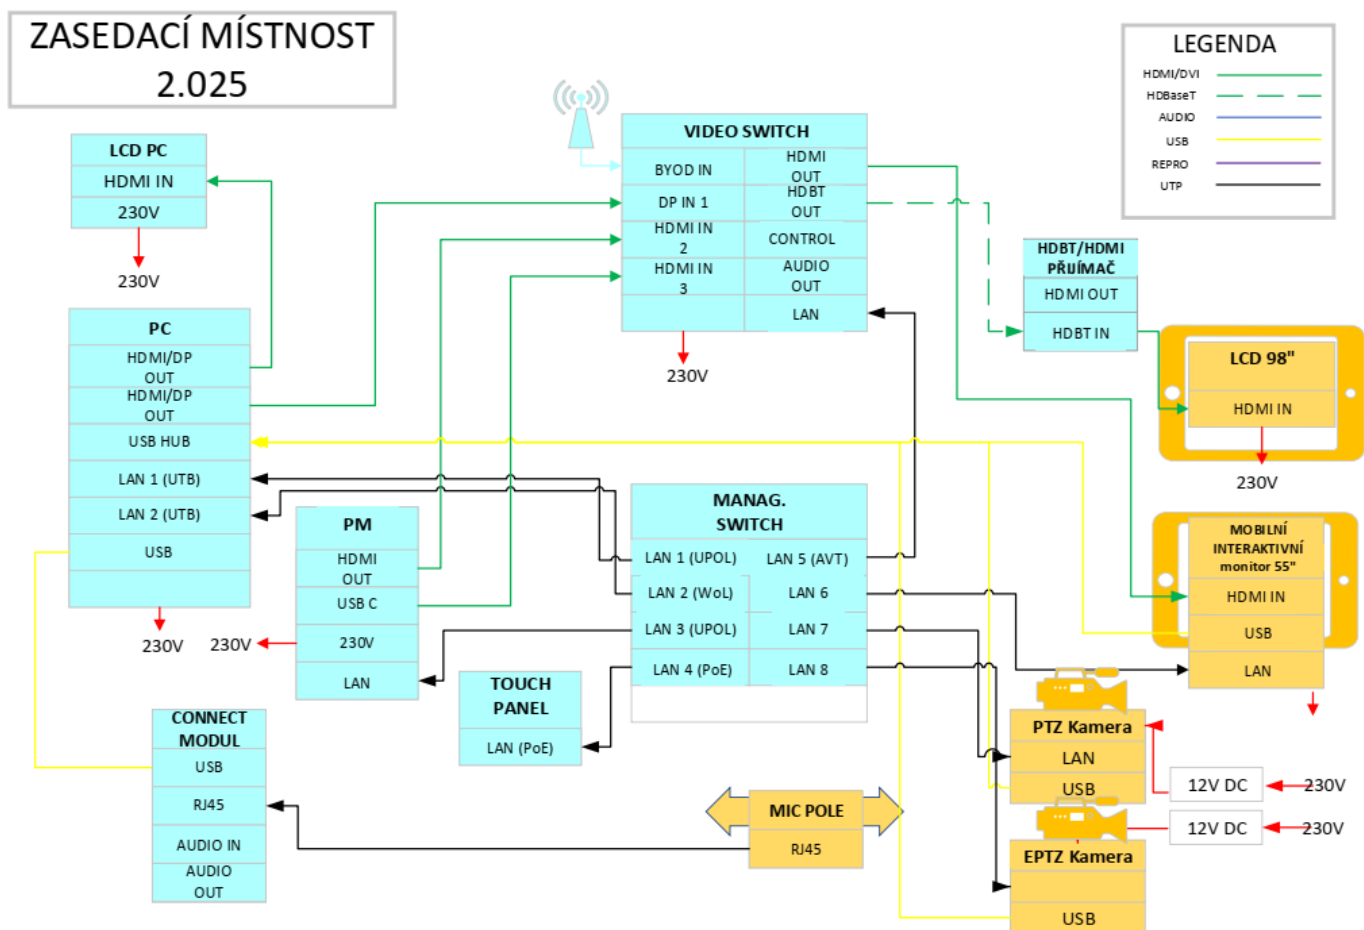 ZASEDACÍ MÍSTNOST
2.025
LEGENDA
HDMI/DVI
HDBaseT
AUDIO
USB
REPRO
UTP
LCD PC
HDMI IN
230V
230V
VIDEO SWITCH
BYOD IN
HDMI
OUT
DP IN 1
HDBT
OUT
HDMI IN
2
CONTROL
HDMI IN
3
AUDIO
OUT
LAN
230V
HDBT/HDMI
PŘIJÍMAČ
HDMI OUT
HDBT IN
LCD 98"
HDMI IN
230V
PC
HDMI/DP
OUT
HDMI/DP
OUT
USB HUB
LAN 1 (UTB)
LAN 2 (UTB)
USB
230V
PM
HDMI
OUT
USB C
230V
230V
LAN
MANAG.
SWITCH
LAN 1 (UPOL)
LAN 5 (AVT)
LAN 2 (WoL)
LAN 6
LAN 3 (UPOL)
LAN 7
LAN 4 (PoE)
LAN 8
MOBILNÍ
INTERAKTIVNÍ
monitor 55"
HDMI IN
USB
LAN
TOUCH
PANEL
LAN (PoE)
CONNECT
MODUL
USB
RJ45
AUDIO IN
AUDIO
OUT
MIC POLE
RJ45
PTZ Kamera
LAN
USB
12V DC
230V
12V DC
230V
EPTZ Kamera
USB